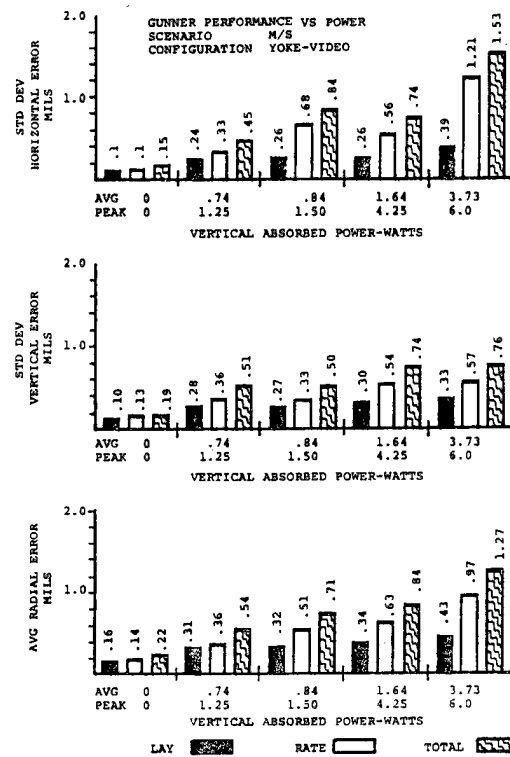 GUNNER PERFORMANCE VS POWER
SCENARIO M/S
CONFIGURATION YOKE-VIDEO
STD DEV
HORIZONTAL ERROR
MILS
2.0
1.0
.1 .1 .15 .24 .33 .45 .26 .68 .84 .26 .56 .74 .39 1.21 1.53
AVG 0 .74 .84 1.64 3.73
PEAK 0 1.25 1.50 4.25 6.0
VERTICAL ABSORBED POWER-WATTS
STD DEV
VERTICAL ERROR
MILS
2.0
1.0
.10 .13 .19 .28 .36 .51 .27 .33 .50 .30 .54 .74 .33 .57 .76
AVG 0 .74 .84 1.64 3.73
PEAK 0 1.25 1.50 4.25 6.0
VERTICAL ABSORBED POWER-WATTS
AVG RADIAL ERROR
MILS
2.0
1.0
.16 .14 .22 .31 .36 .54 .32 .51 .71 .34 .63 .84 .43 .97 1.27
AVG 0 .74 .84 1.64 3.73
PEAK 0 1.25 1.50 4.25 6.0
VERTICAL ABSORBED POWER-WATTS
LAY RATE TOTAL